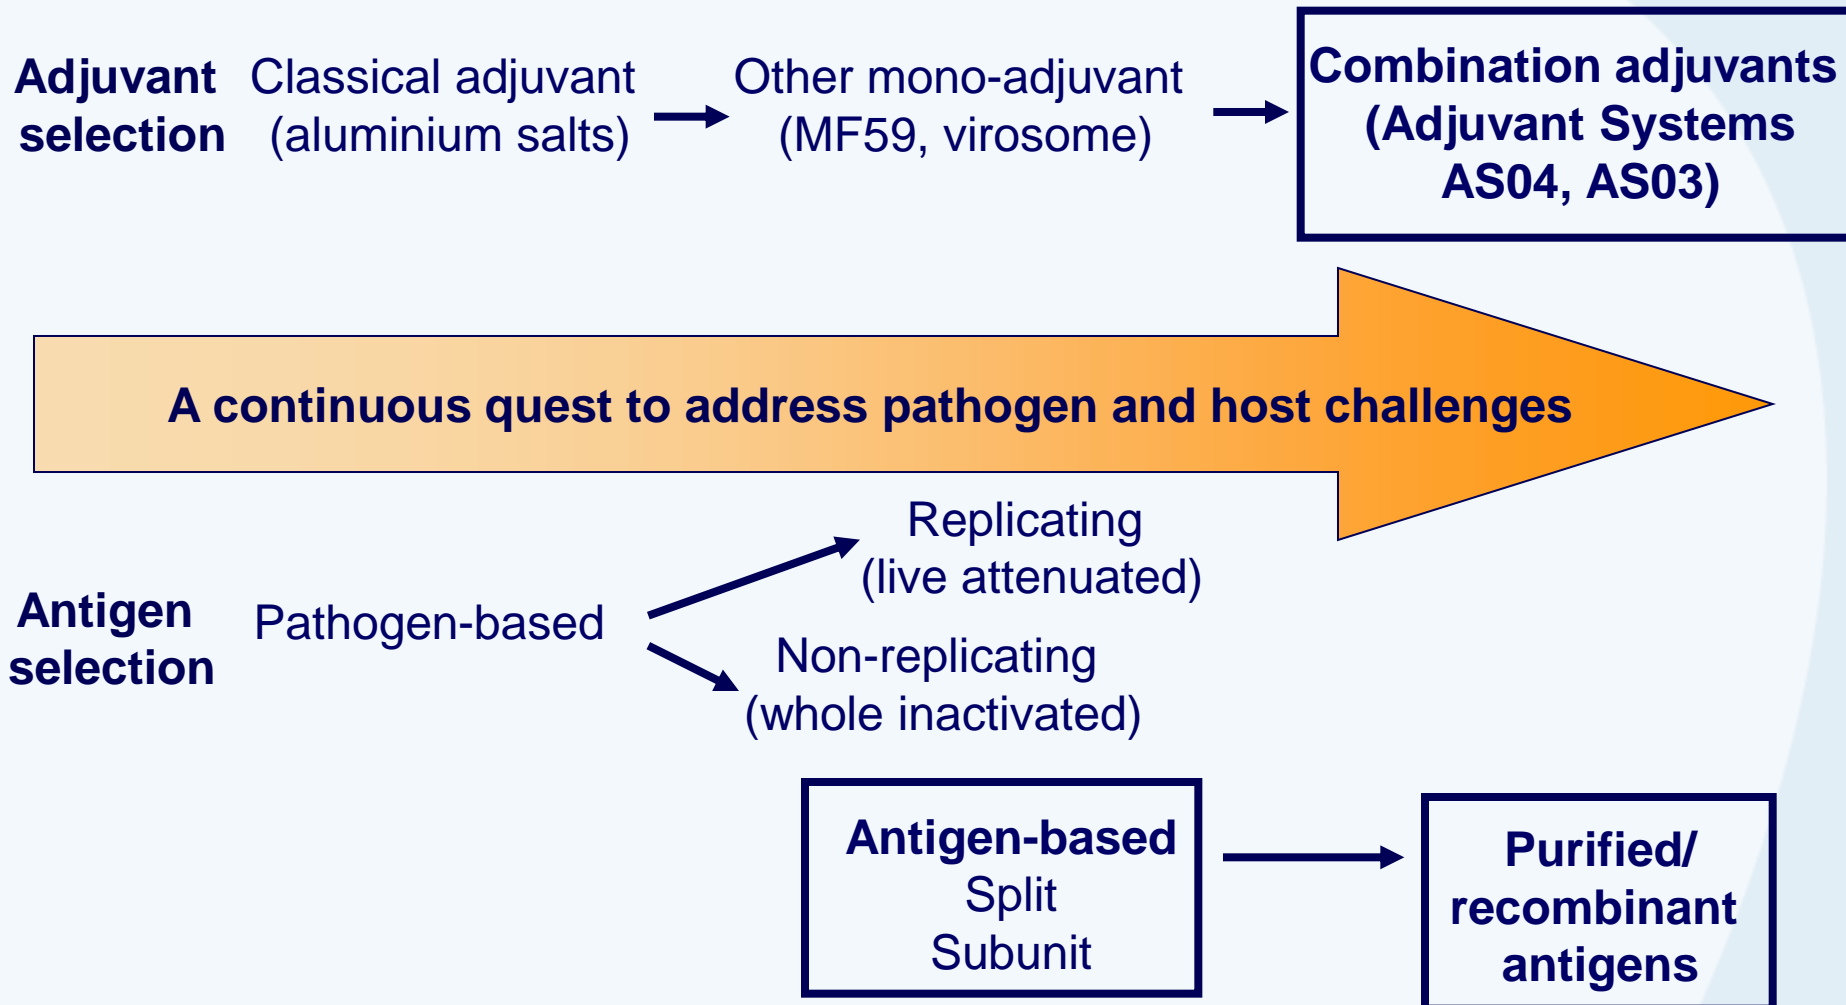 Adjuvant
selection
Classical adjuvant
(aluminium salts)
Other mono-adjuvant
(MF59, virosome)
Combination adjuvants
(Adjuvant Systems
AS04, AS03)
A continuous quest to address pathogen and host challenges
Antigen
selection
Pathogen-based
Replicating
(live attenuated)
Non-replicating
(whole inactivated)
Antigen-based
Split
Subunit
Purified/
recombinant
antigens